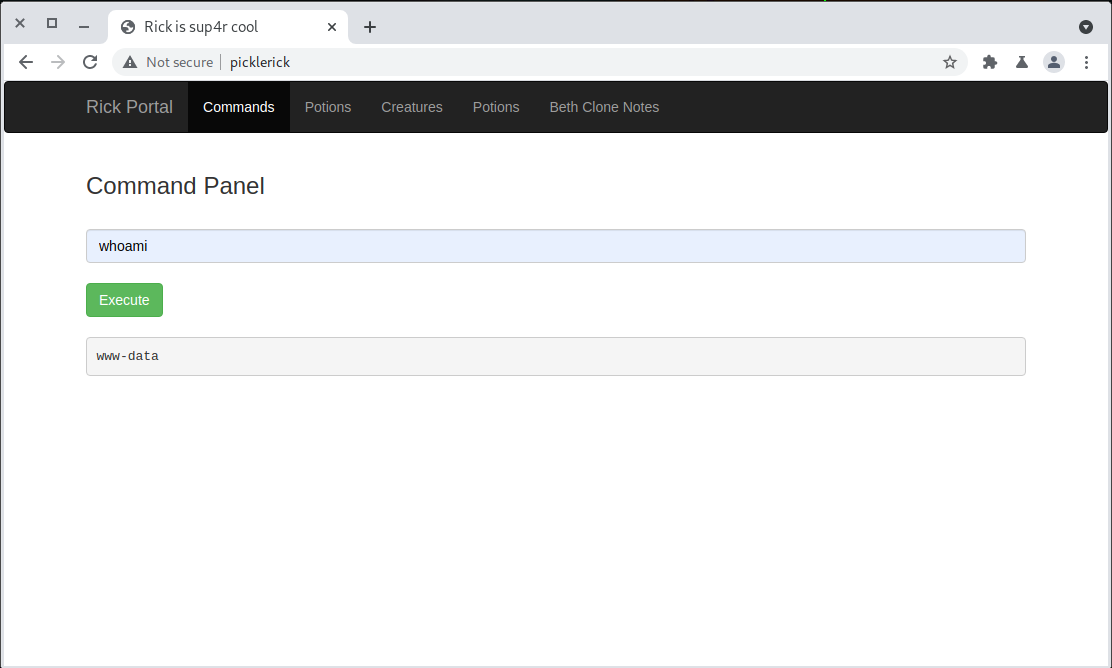 Rick is sup4r cool
Not secure picklerick
Rick Portal Commands Potions Creatures Potions Beth Clone Notes
Command Panel
whoami
Execute
www-data